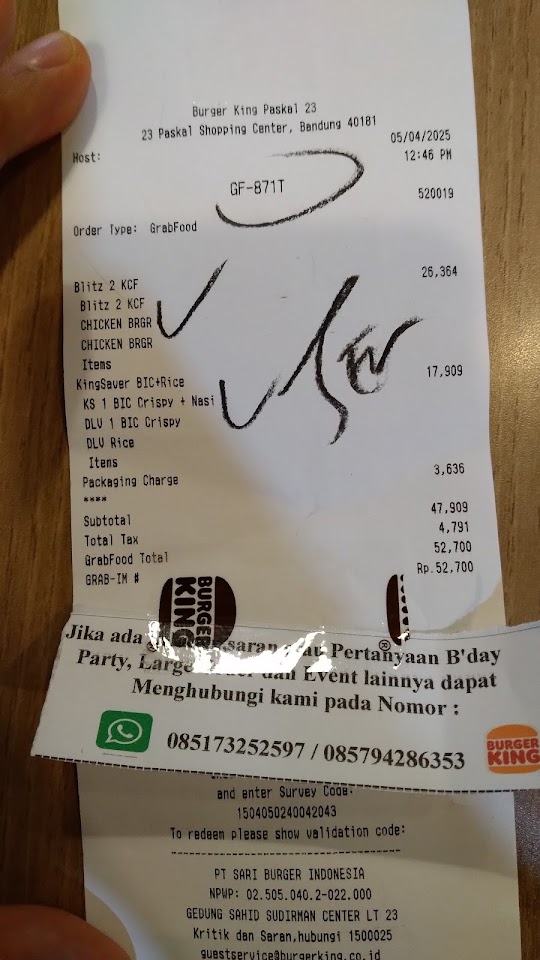 Burger King Paskal 23
23 Paskal Shopping Center, Bandung 40181
05/04/2025
Host:
12:46 PM
GF-871T
520019
Order Type: GrabFood
Blitz 2 KCF 26,364
Blitz 2 KCF
CHICKEN BRGR
CHICKEN BRGR
Items
KingSaver BIC+Rice 17,909
KS 1 BIC Crispy + Nasi
DLV 1 BIC Crispy
DLV Rice
Items
Packaging Charge 3,636
****
Subtotal 47,909
Total Tax 4,791
GrabFood Total 52,700
GRAB-IM # Rp.52,700
BURGER KING
®
Jika ada saran Pertanyaan B'day
Party, Large dan Event lainnya dapat
Menghubungi kami pada Nomor :
085173252597 / 085794286353
BURGER KING
and enter Survey Code:
1504050240042043
To redeem please show validation code:
PT SARI BURGER INDONESIA
NPWP: 02.505.040.2-022.000
GEDUNG SAHID SUDIRMAN CENTER LT 23
Kritik dan Saran,hubungi 1500025
guestservice@burgerking.co.id